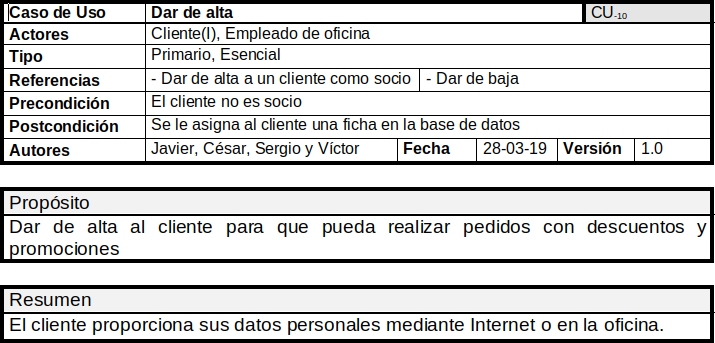 Caso de Uso Dar de alta CU-10
Actores Cliente(I), Empleado de oficina
Tipo Primario, Esencial
Referencias - Dar de alta a un cliente como socio - Dar de baja
Precondición El cliente no es socio
Postcondición Se le asigna al cliente una ficha en la base de datos
Autores Javier, César, Sergio y Víctor Fecha 28-03-19 Versión 1.0
Propósito
Dar de alta al cliente para que pueda realizar pedidos con descuentos y
promociones
Resumen
El cliente proporciona sus datos personales mediante Internet o en la oficina.